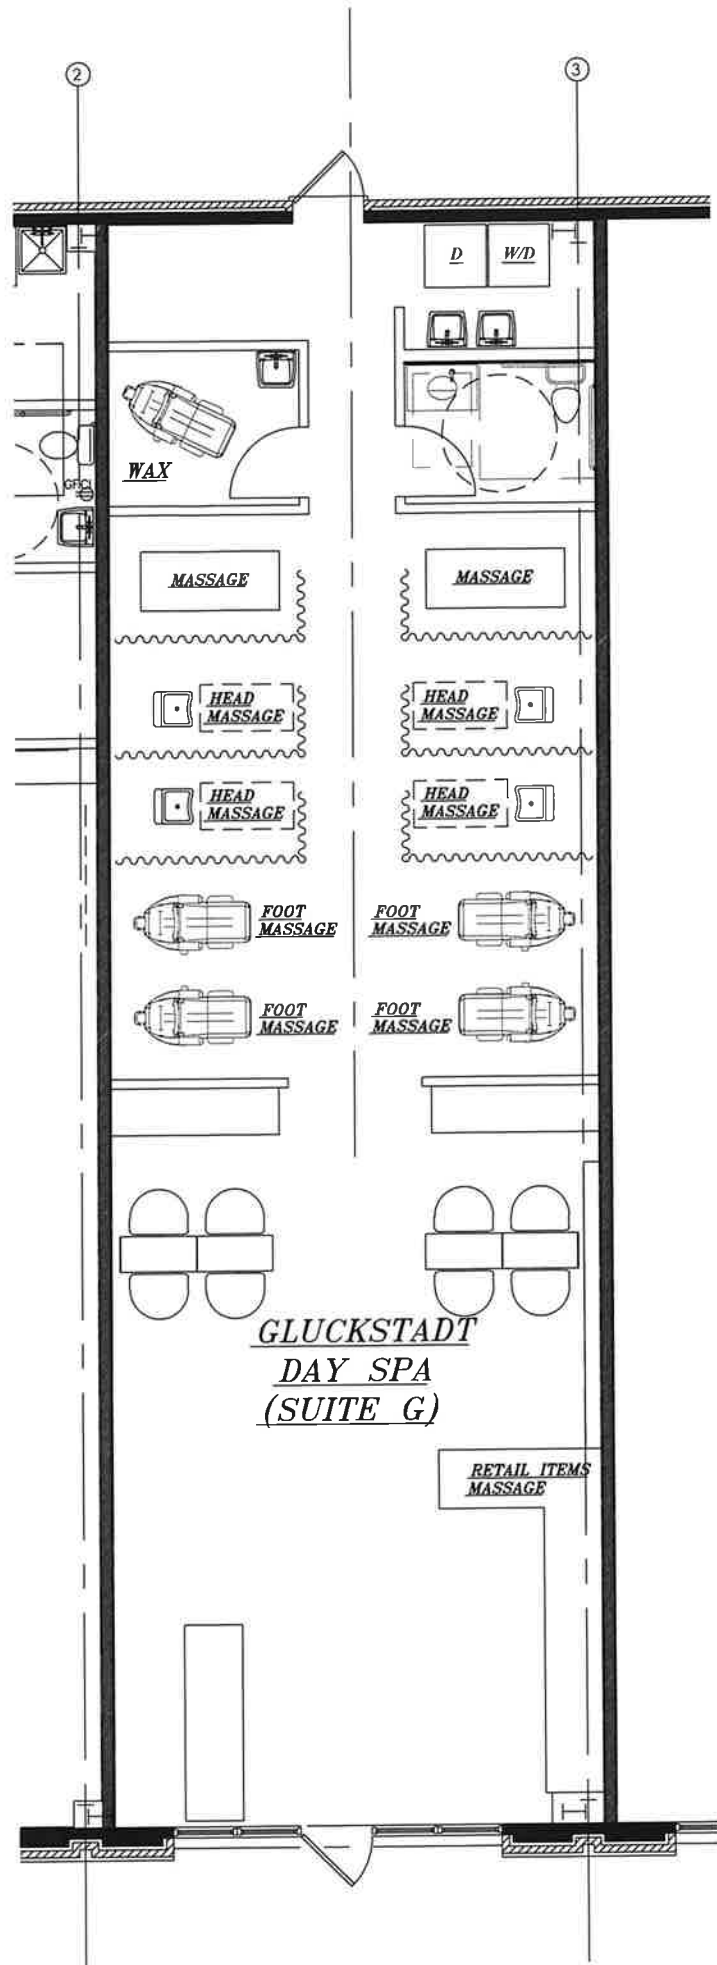 2
3
D
W/D
WAX
GFICI
MASSAGE
MASSAGE
HEAD
MASSAGE
HEAD
MASSAGE
HEAD
MASSAGE
HEAD
MASSAGE
FOOT
MASSAGE
FOOT
MASSAGE
FOOT
MASSAGE
FOOT
MASSAGE
GLUCKSTADT
DAY SPA
(SUITE G)
RETAIL ITEMS
MASSAGE